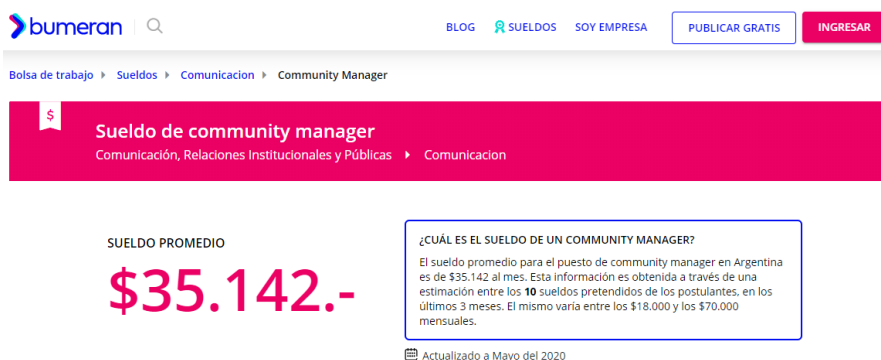 bumeran
BLOG
SUELDOS
SOY EMPRESA
PUBLICAR GRATIS
INGRESAR
Bolsa de trabajo
Sueldos
Comunicacion
Community Manager
$
Sueldo de community manager
Comunicación, Relaciones Institucionales y Públicas
Comunicacion
SUELDO PROMEDIO
$35.142.-
¿CUÁL ES EL SUELDO DE UN COMMUNITY MANAGER?
El sueldo promedio para el puesto de community manager en Argentina
es de $35.142 al mes. Esta información es obtenida a través de una
estimación entre los 10 sueldos pretendidos de los postulantes, en los
últimos 3 meses. El mismo varía entre los $18.000 y los $70.000
mensuales.
Actualizado a Mayo del 2020